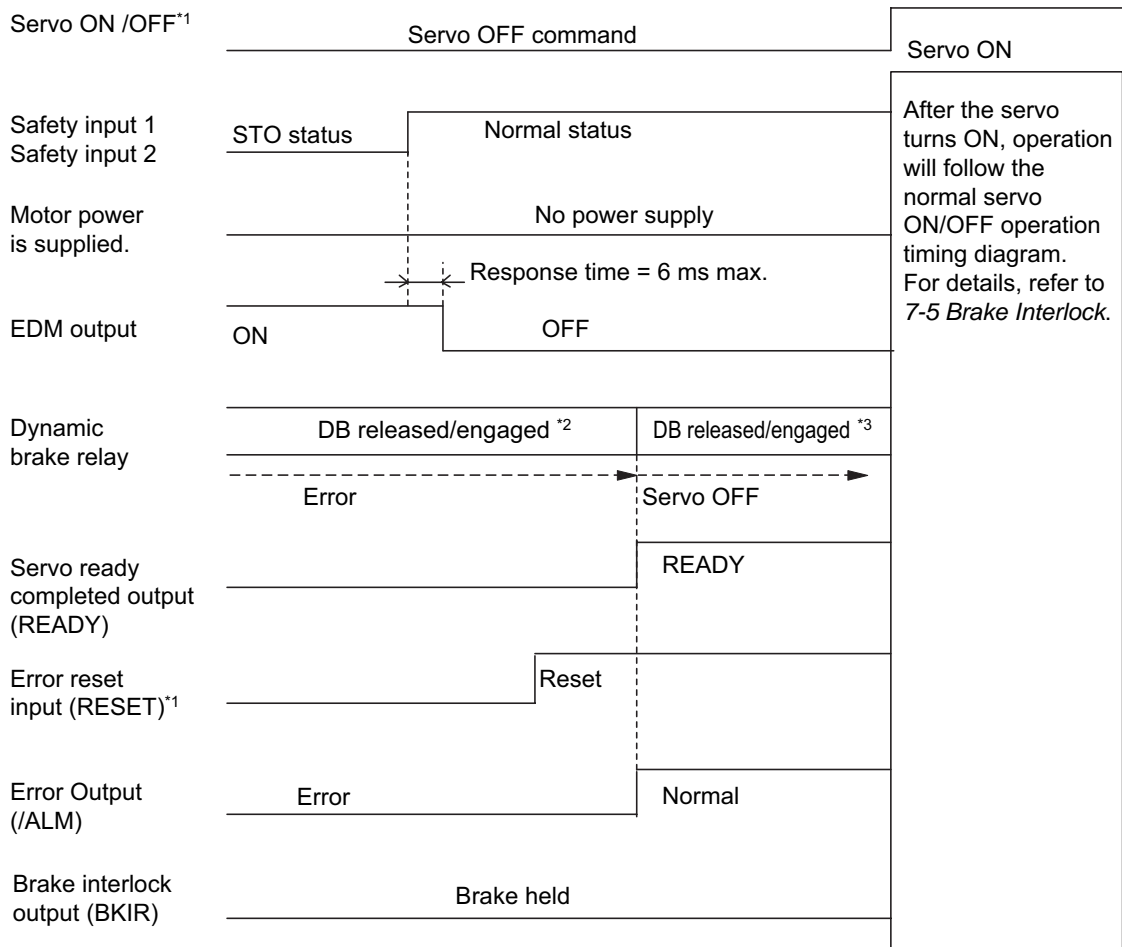 Servo ON /OFF*1
Servo OFF command
Servo ON
Safety input 1
Safety input 2
STO status
Normal status
After the servo
turns ON, operation
will follow the
normal servo
ON/OFF operation
timing diagram.
For details, refer to
7-5 Brake Interlock.
Motor power
is supplied.
No power supply
Response time = 6 ms max.
EDM output
ON
OFF
Dynamic
brake relay
DB released/engaged *2
DB released/engaged *3
Error
Servo OFF
Servo ready
completed output
(READY)
READY
Error reset
input (RESET)*1
Reset
Error Output
(/ALM)
Error
Normal
Brake interlock
output (BKIR)
Brake held